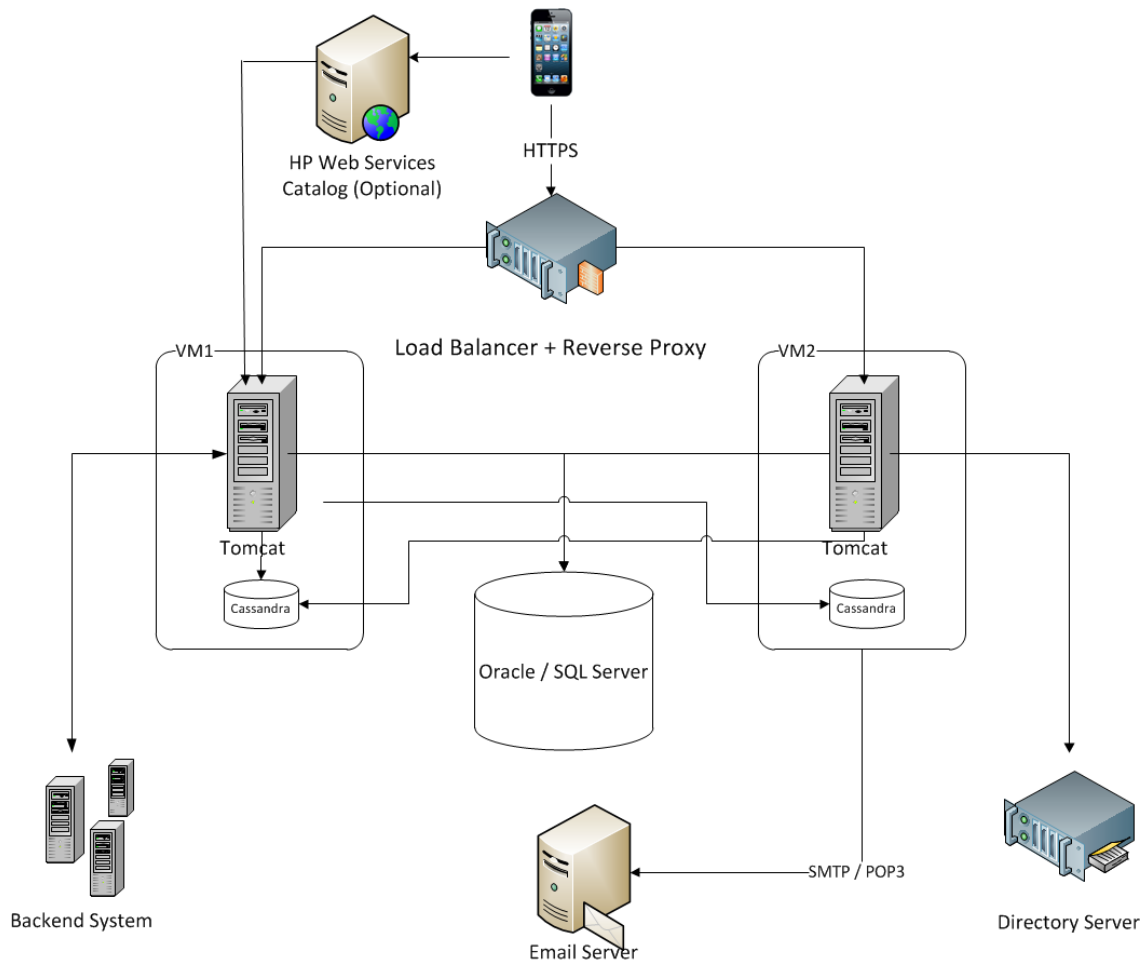 HTTPS
HP Web Services
Catalog (Optional)
Load Balancer + Reverse Proxy
VM1
VM2
Tomcat
Tomcat
Cassandra
Cassandra
Oracle / SQL Server
SMTP / POP3
Backend System
Email Server
Directory Server